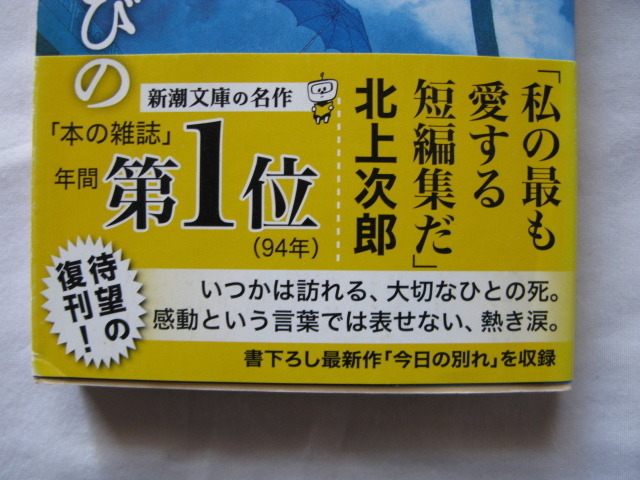 びの
「私の最も
愛する
短編集だ」
北上次郎
新潮文庫の名作
「本の雑誌」
年間
第1位
(94年)
待望の
復刊!
いつかは訪れる、大切なひとの死。
感動という言葉では表せない、熱き涙。
書下ろし最新作「今日の別れ」を収録